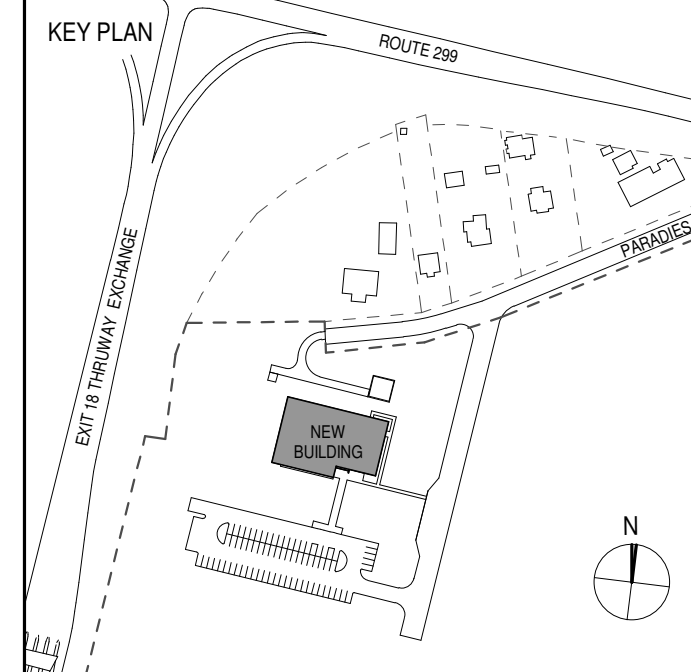 KEY PLAN
ROUTE 299
PARADIES
EXIT 18 THRUWAY EXCHANGE
NEW
BUILDING
N